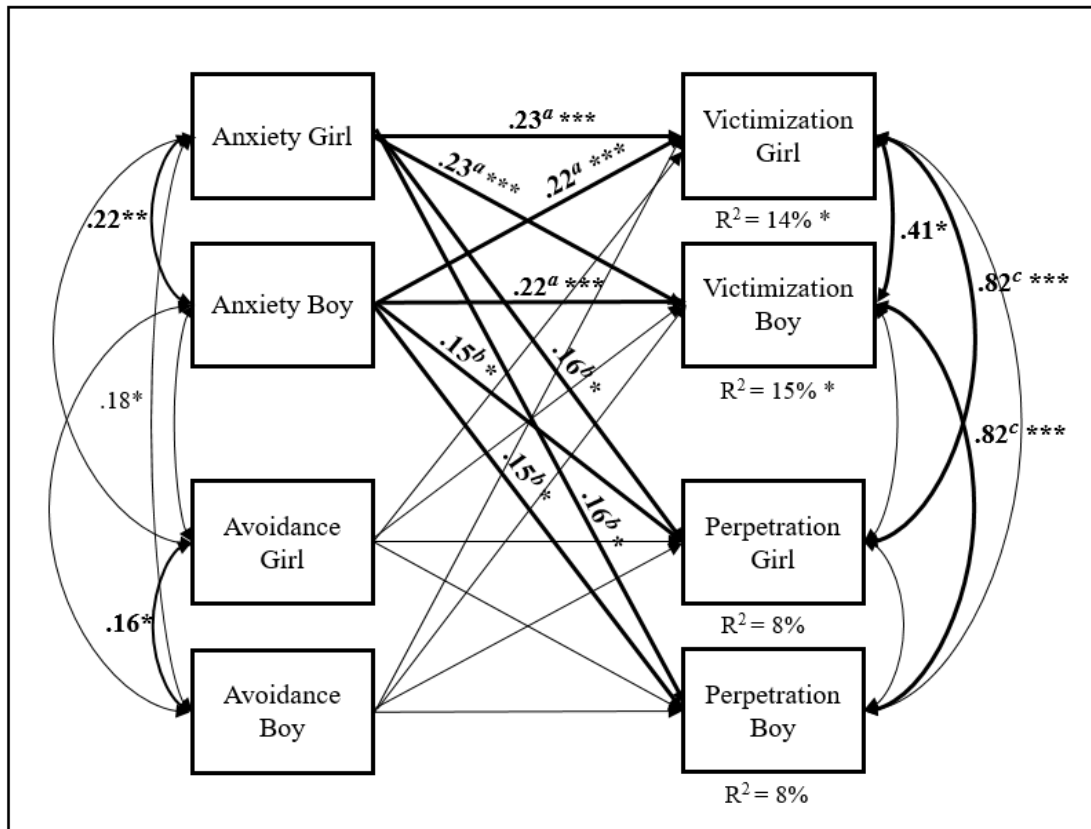 Anxiety Girl
Anxiety Boy
Avoidance
Girl
Avoidance
Boy
.22**
.18*
.16*
.23ᵃ ***
.23ᵃ ***
.22ᵃ ***
.22ᵃ ***
.15ᵇ *
.16ᵇ *
.15ᵇ *
.16ᵇ *
Victimization
Girl
R² = 14% *
Victimization
Boy
R² = 15% *
Perpetration
Girl
R² = 8%
Perpetration
Boy
R² = 8%
.41*
.82ᶜ ***
.82ᶜ ***